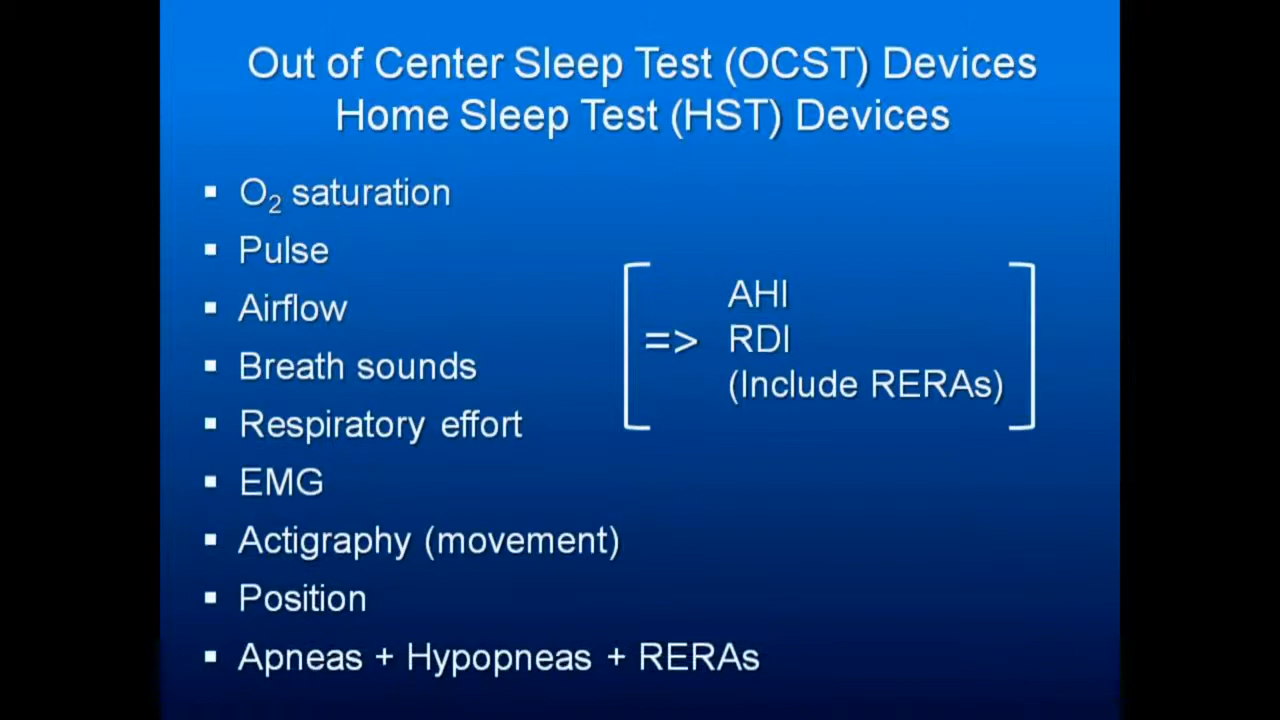 Out of Center Sleep Test (OCST) Devices
Home Sleep Test (HST) Devices
▪ O₂ saturation
▪ Pulse
▪ Airflow
▪ Breath sounds
▪ Respiratory effort
▪ EMG
▪ Actigraphy (movement)
▪ Position
▪ Apneas + Hypopneas + RERAs
AHI
=> RDI
(Include RERAs)